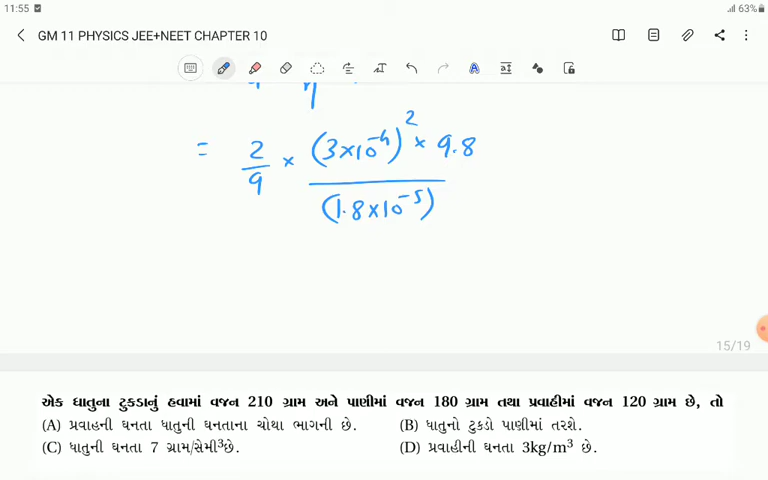 11:55
63%
GM 11 PHYSICS JEE+NEET CHAPTER 10
= 2/9 × (3×10⁻⁴)² × 9.8 / (1.8×10⁻⁵)
15/19
એક ધાતુના ટુકડાનું હવામાં વજન 210 ગ્રામ અને પાણીમાં વજન 180 ગ્રામ તથા પ્રવાહીમાં વજન 120 ગ્રામ છે, તો
(A) પ્રવાહની ઘનતા ધાતુની ઘનતાના ચોથા ભાગની છે. (B) ધાતુનો ટુકડો પાણીમાં તરશે.
(C) ધાતુની ઘનતા 7 ગ્રામ/સેમી³છે. (D) પ્રવાહીની ઘનતા 3kg/m³ છે.